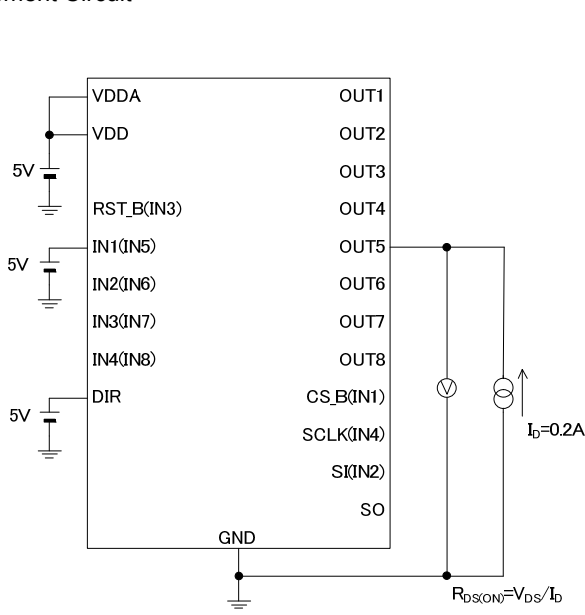 VDDA
VDD
5V
RST_B(IN3)
IN1(IN5)
5V
IN2(IN6)
IN3(IN7)
IN4(IN8)
DIR
5V
GND
OUT1
OUT2
OUT3
OUT4
OUT5
OUT6
OUT7
OUT8
CS_B(IN1)
SCLK(IN4)
SI(IN2)
SO
V
I_D=0.2A
R_DS(ON)=V_DS/I_D